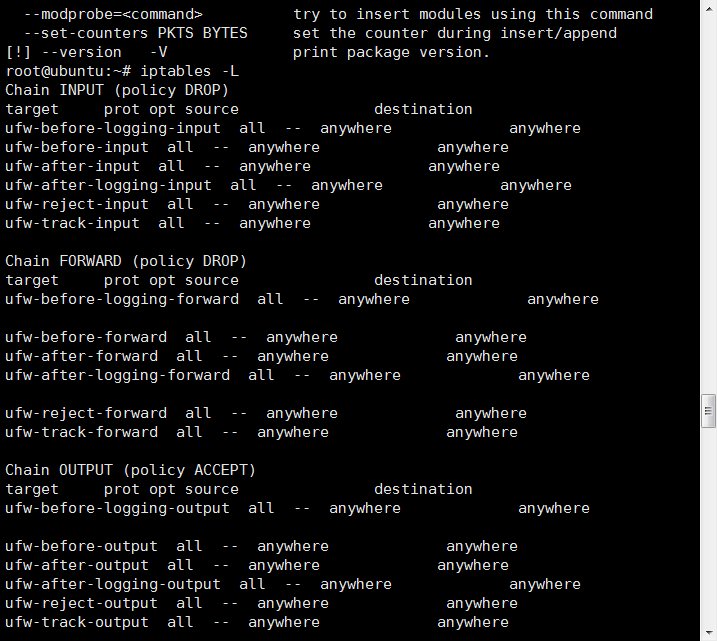 --modprobe=<command>          try to insert modules using this command
  --set-counters PKTS BYTES     set the counter during insert/append
[!] --version   -V              print package version.
root@ubuntu:~# iptables -L
Chain INPUT (policy DROP)
target     prot opt source               destination
ufw-before-logging-input  all  --  anywhere             anywhere
ufw-before-input  all  --  anywhere             anywhere
ufw-after-input  all  --  anywhere             anywhere
ufw-after-logging-input  all  --  anywhere             anywhere
ufw-reject-input  all  --  anywhere             anywhere
ufw-track-input  all  --  anywhere             anywhere

Chain FORWARD (policy DROP)
target     prot opt source               destination
ufw-before-logging-forward  all  --  anywhere             anywhere

ufw-before-forward  all  --  anywhere             anywhere
ufw-after-forward  all  --  anywhere             anywhere
ufw-after-logging-forward  all  --  anywhere             anywhere

ufw-reject-forward  all  --  anywhere             anywhere
ufw-track-forward  all  --  anywhere             anywhere

Chain OUTPUT (policy ACCEPT)
target     prot opt source               destination
ufw-before-logging-output  all  --  anywhere             anywhere

ufw-before-output  all  --  anywhere             anywhere
ufw-after-output  all  --  anywhere             anywhere
ufw-after-logging-output  all  --  anywhere             anywhere
ufw-reject-output  all  --  anywhere             anywhere
ufw-track-output  all  --  anywhere             anywhere